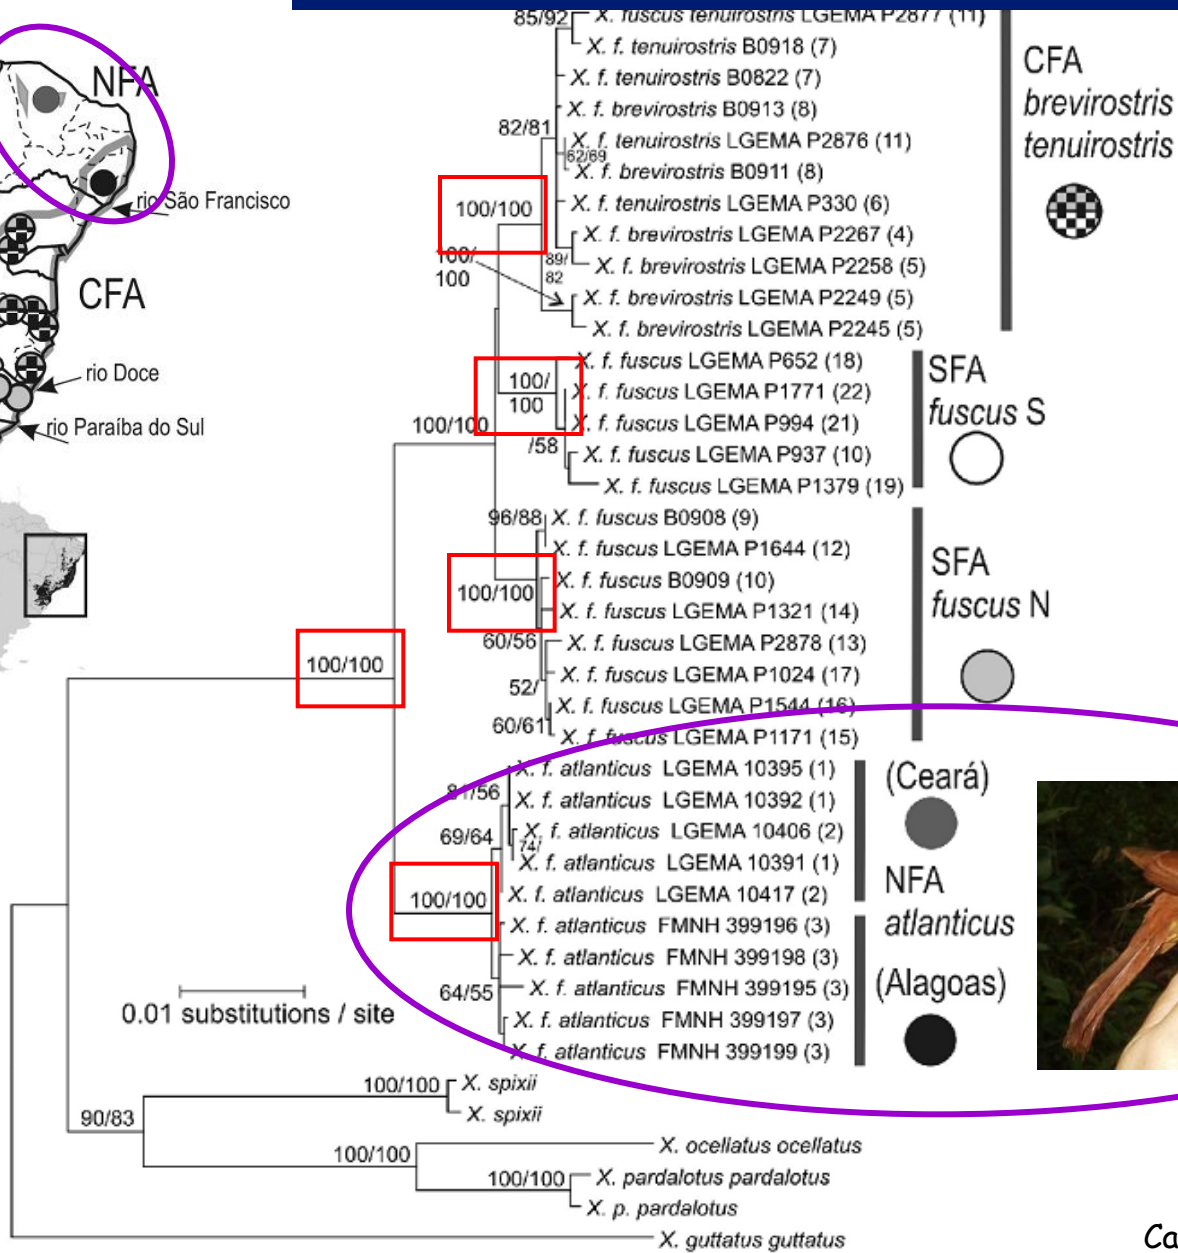 NFA
rio São Francisco
CFA
rio Doce
rio Paraíba do Sul
85/92
X. fuscus tenuirostris LGEMA P2877 (11)
X. f. tenuirostris B0918 (7)
X. f. tenuirostris B0822 (7)
X. f. brevirostris B0913 (8)
82/81
X. f. tenuirostris LGEMA P2876 (11)
62/69
X. f. brevirostris B0911 (8)
100/100
X. f. tenuirostris LGEMA P330 (6)
X. f. brevirostris LGEMA P2267 (4)
100/
100
89/
82
X. f. brevirostris LGEMA P2258 (5)
X. f. brevirostris LGEMA P2249 (5)
X. f. brevirostris LGEMA P2245 (5)
CFA
brevirostris
tenuirostris
X. f. fuscus LGEMA P652 (18)
100/
100
X. f. fuscus LGEMA P1771 (22)
X. f. fuscus LGEMA P994 (21)
100/100
/58
X. f. fuscus LGEMA P937 (10)
X. f. fuscus LGEMA P1379 (19)
SFA
fuscus S
96/88
X. f. fuscus B0908 (9)
X. f. fuscus LGEMA P1644 (12)
X. f. fuscus B0909 (10)
100/100
X. f. fuscus LGEMA P1321 (14)
60/56
X. f. fuscus LGEMA P2878 (13)
X. f. fuscus LGEMA P1024 (17)
52/
X. f. fuscus LGEMA P1544 (16)
60/61
X. f. fuscus LGEMA P1171 (15)
SFA
fuscus N
100/100
X. f. atlanticus LGEMA 10395 (1)
81/56
X. f. atlanticus LGEMA 10392 (1)
69/64
X. f. atlanticus LGEMA 10406 (2)
74/
X. f. atlanticus LGEMA 10391 (1)
100/100
X. f. atlanticus LGEMA 10417 (2)
X. f. atlanticus FMNH 399196 (3)
X. f. atlanticus FMNH 399198 (3)
64/55
X. f. atlanticus FMNH 399195 (3)
X. f. atlanticus FMNH 399197 (3)
X. f. atlanticus FMNH 399199 (3)
(Ceará)
NFA
atlanticus
(Alagoas)
0.01 substitutions / site
100/100
X. spixii
X. spixii
90/83
X. ocellatus ocellatus
100/100
100/100
X. pardalotus pardalotus
X. p. pardalotus
X. guttatus guttatus
Ca